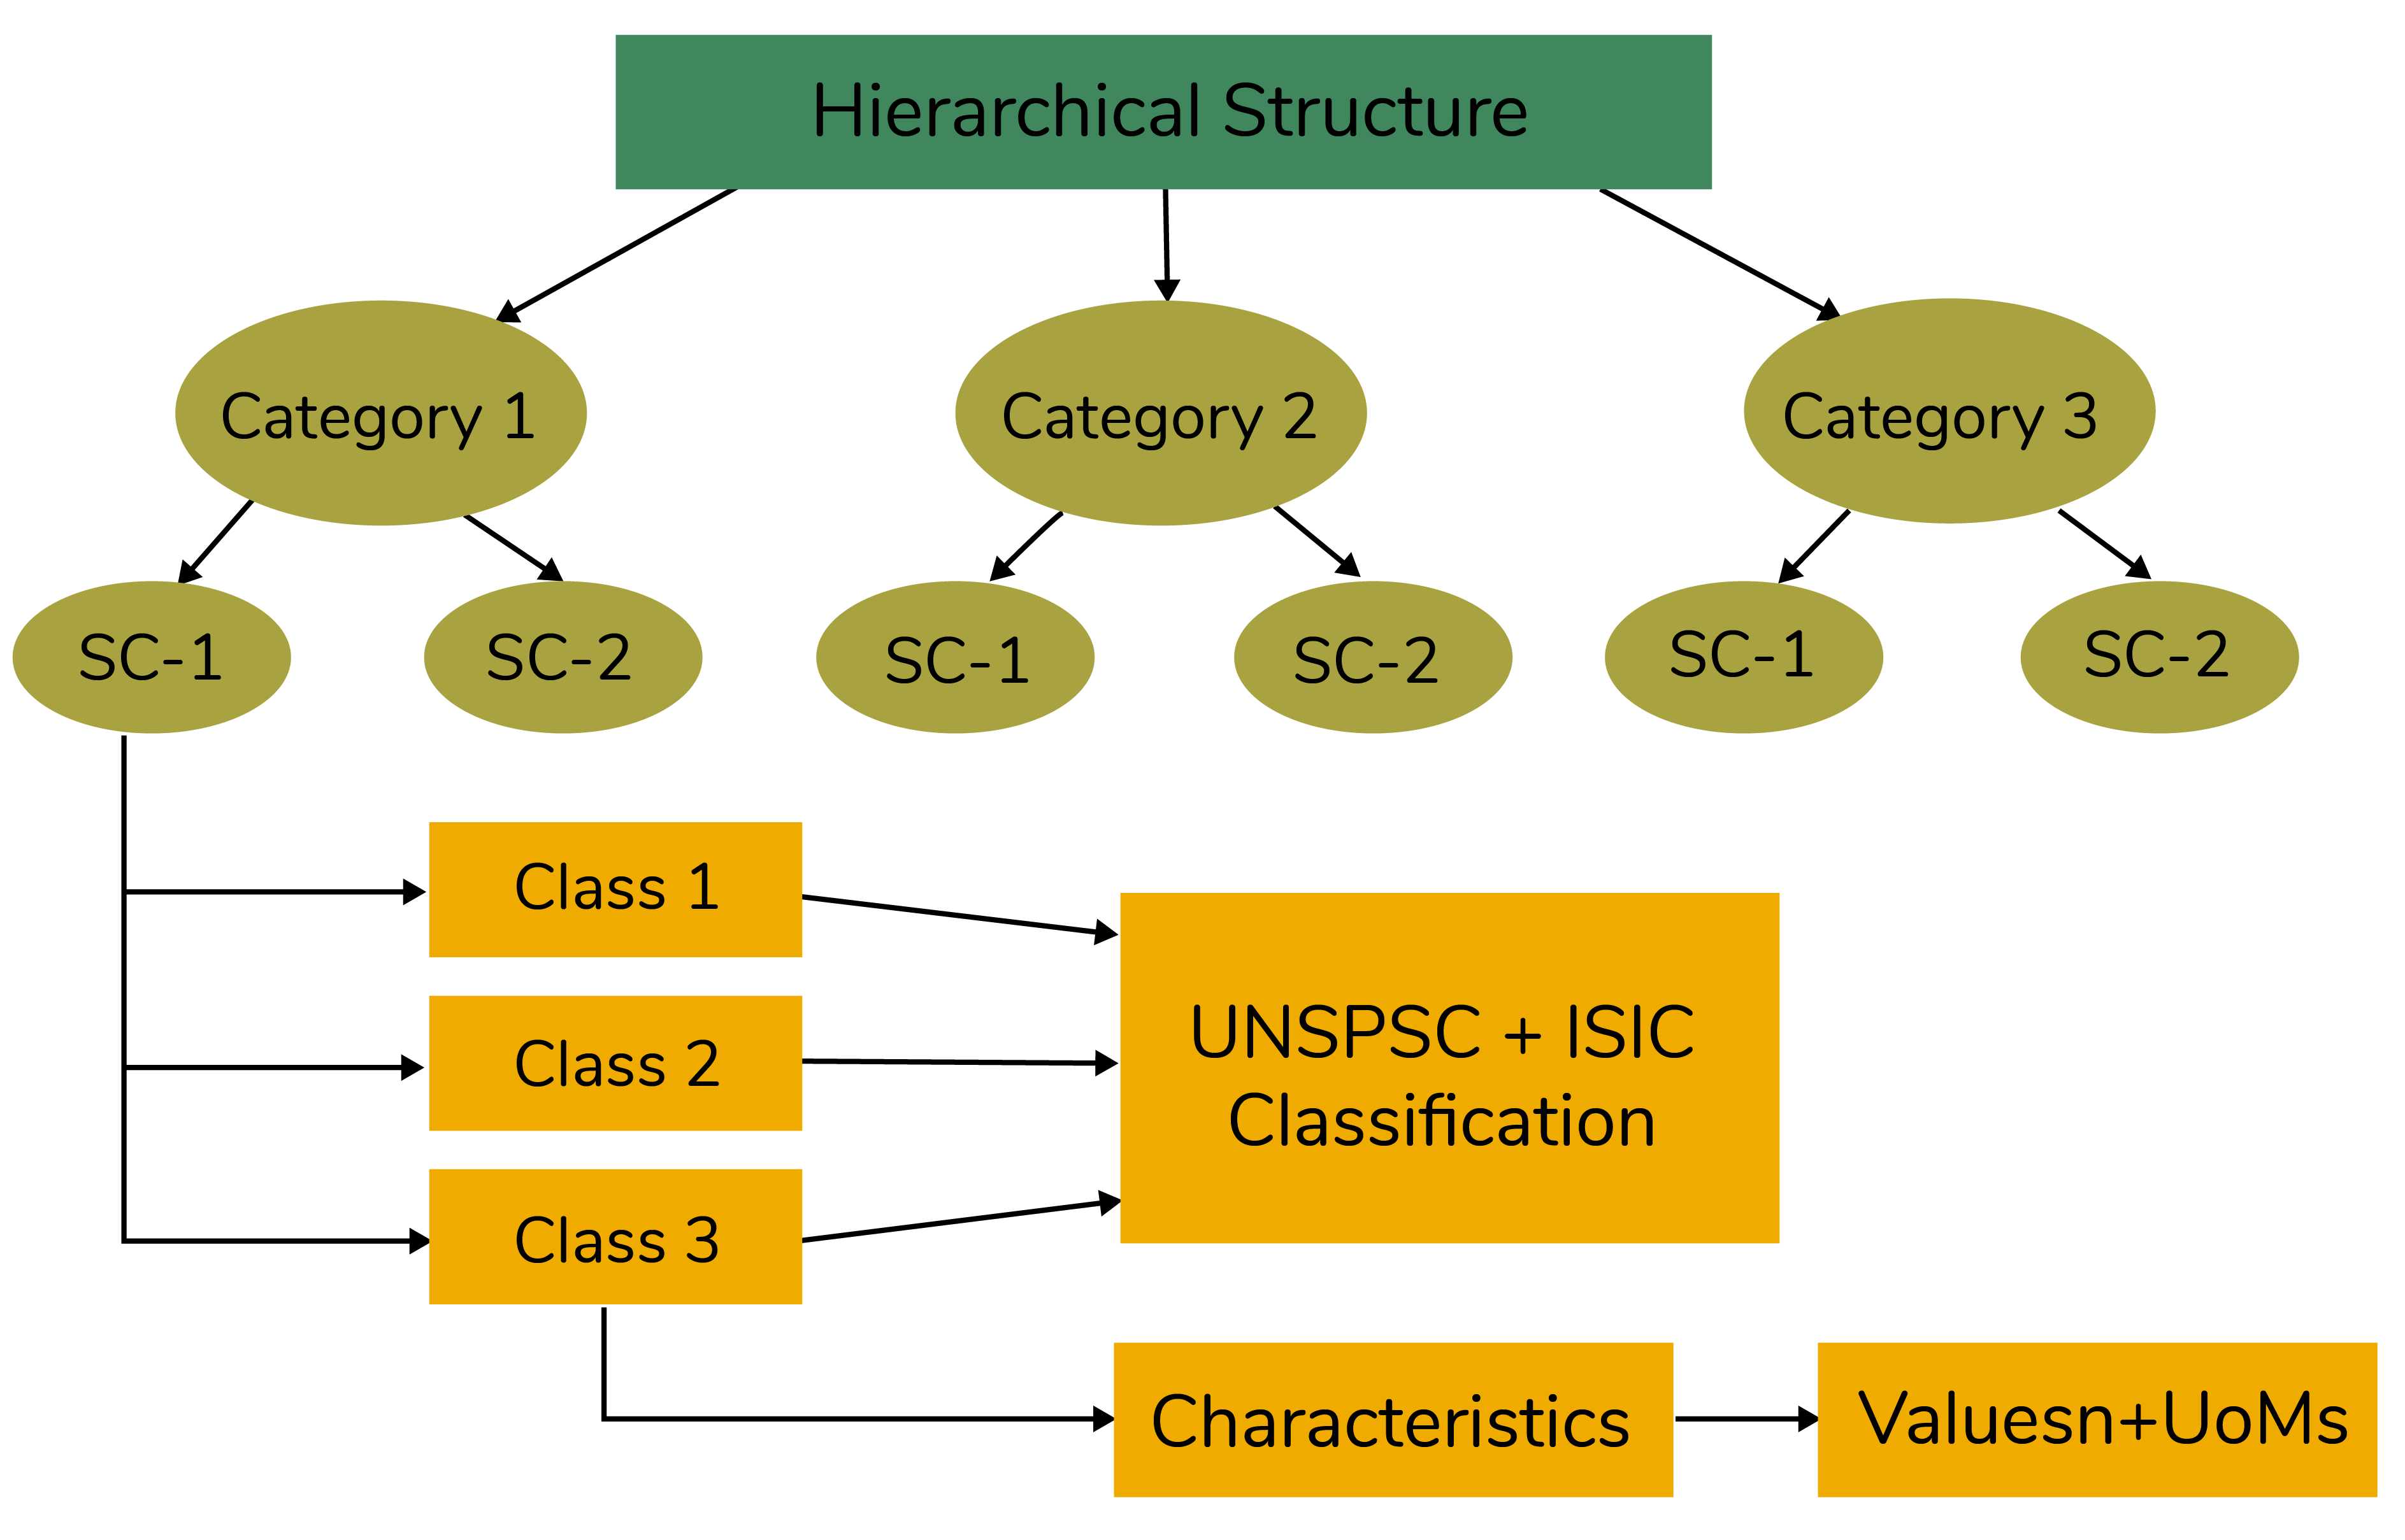 Hierarchical Structure
Category 1
Category 2
Category 3
SC-1
SC-2
SC-1
SC-2
SC-1
SC-2
Class 1
Class 2
Class 3
UNSPSC + ISIC
Classification
Characteristics
Valuesn+UoMs